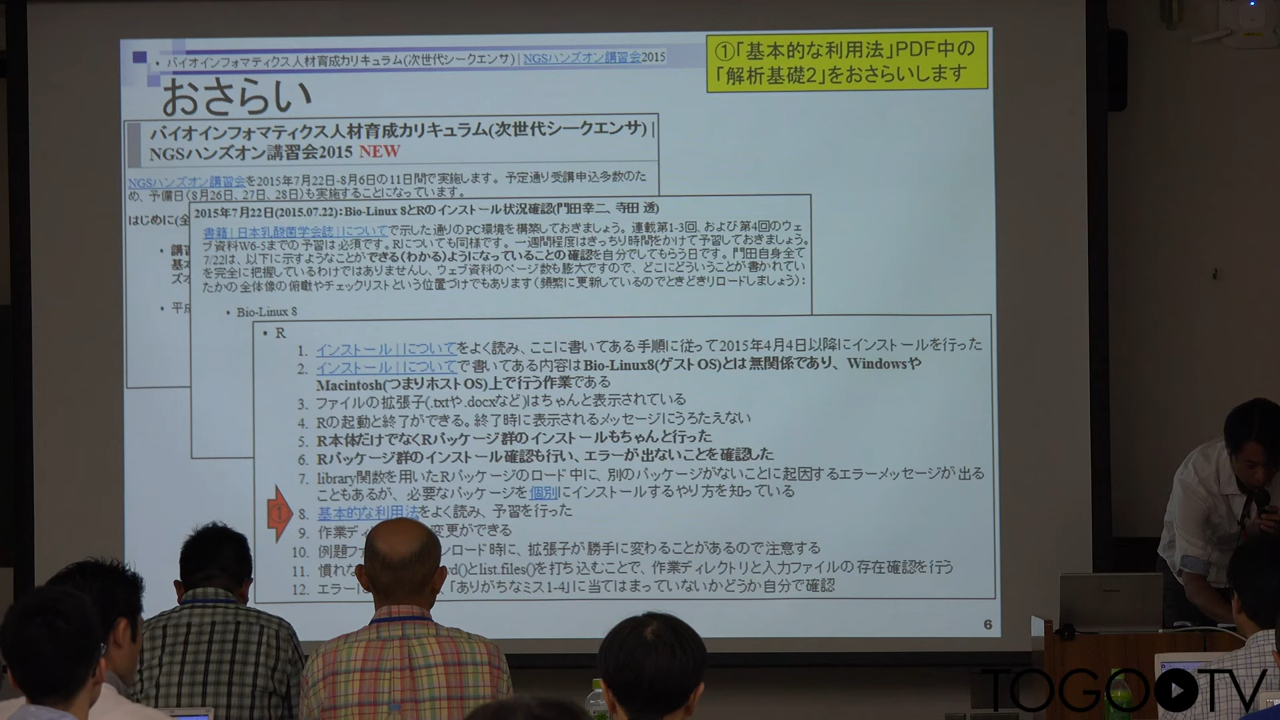 ・バイオインフォマティクス人材育成カリキュラム(次世代シークエンサ) | NGSハンズオン講習会2015
おさらい
①「基本的な利用法」PDF中の
「解析基礎2」をおさらいします
バイオインフォマティクス人材育成カリキュラム(次世代シークエンサ) |
NGSハンズオン講習会2015 NEW
NGSハンズオン講習会を2015年7月22日-8月6日の11日間で実施します。予定通り受講申込多数のた
め、予備日(8月26日、27日、28日)も実施することになっています。
はじめに(全
・講習
基本
ズオ
・平成
2015年7月22日(2015.07.22):Bio-Linux 8とRのインストール状況確認(門田幸二、寺田 透)
書籍 | 日本乳酸菌学会誌 | についてで示した通りのPC環境を構築しておきましょう。連載第1-3回、および第4回のウェ
ブ資料W6-5までの予習は必須です。Rについても同様です。一週間程度はきっちり時間をかけて予習しておきましょう。
7/22は、以下に示すようなことができる(わかる)ようになっていることの確認を自分でしてもらう日です。門田自身全て
を完全に把握しているわけではありませんし、ウェブ資料のページ数も膨大ですので、どこにどういうことが書かれてい
たかの全体像の俯瞰やチェックリストという位置づけでもあります(頻繁に更新しているのでときどきリロードしましょう):
・Bio-Linux 8
・R
1. インストール | についてをよく読み、ここに書いてある手順に従って2015年4月4日以降にインストールを行った
2. インストール | についてで書いてある内容はBio-Linux8(ゲストOS)とは無関係であり、Windowsや
Macintosh(つまりホストOS)上で行う作業である
3. ファイルの拡張子(.txtや.docxなど)はちゃんと表示されている
4. Rの起動と終了ができる。終了時に表示されるメッセージにうろたえない
5. R本体だけでなくRパッケージ群のインストールもちゃんと行った
6. Rパッケージ群のインストール確認も行い、エラーが出ないことを確認した
7. library関数を用いたRパッケージのロード中に、別のパッケージがないことに起因するエラーメッセージが出る
こともあるが、必要なパッケージを個別にインストールするやり方を知っている
① 8. 基本的な利用法をよく読み、予習を行った
9. 作業ディ 変更ができる
10. 例題フ ンロード時に、拡張子が勝手に変わることがあるので注意する
11. 慣れな wd()とlist.files()を打ち込むことで、作業ディレクトリと入力ファイルの存在確認を行う
12. エラーに 、「ありがちなミス1-4」に当てはまっていないかどうか自分で確認
6
TOGO TV